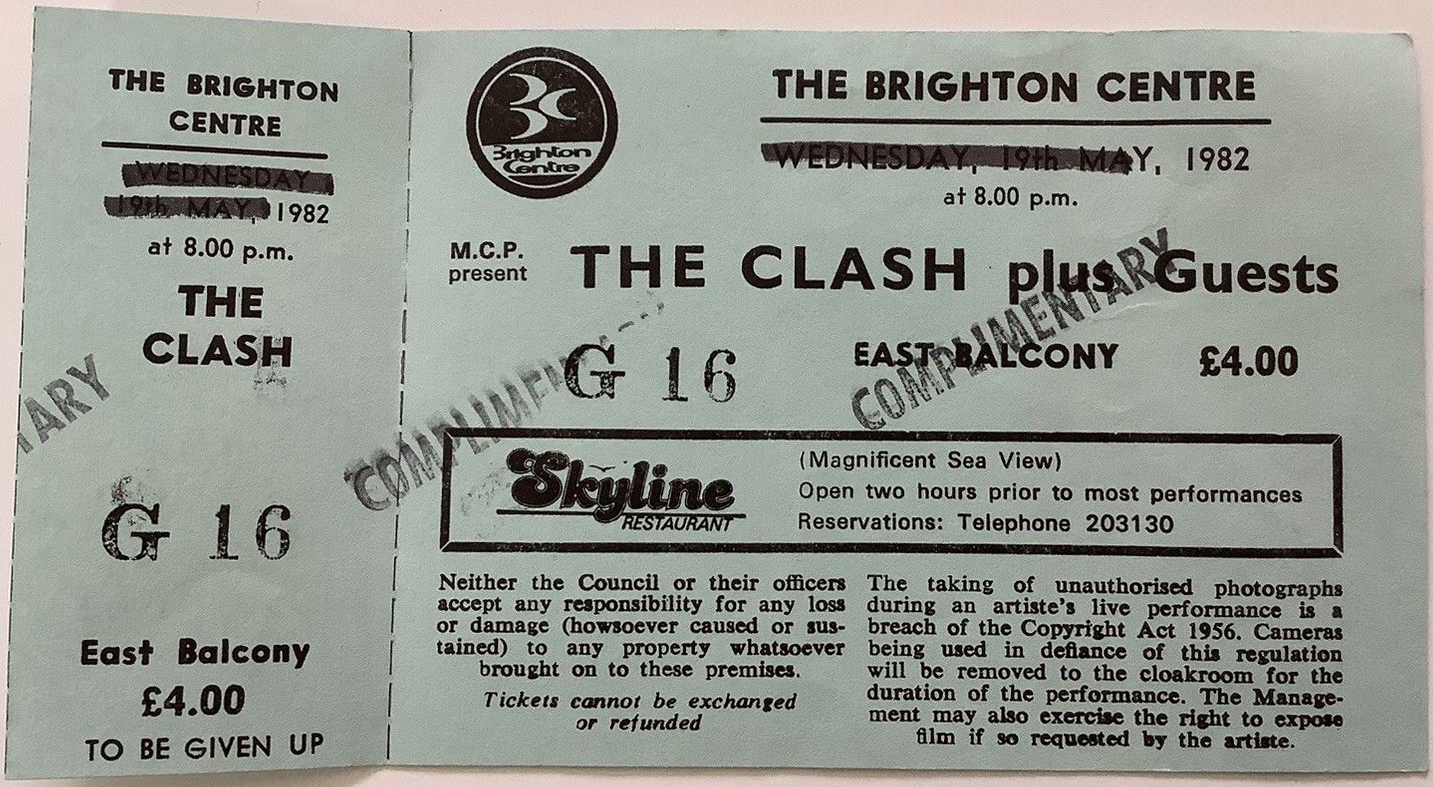 THE BRIGHTON
CENTRE
WEDNESDAY
19th MAY, 1982
at 8.00 p.m.
THE
CLASH
TARY
G 16
East Balcony
£4.00
TO BE GIVEN UP
Brighton
Centre
THE BRIGHTON CENTRE
WEDNESDAY, 19th MAY, 1982
at 8.00 p.m.
M.C.P.
present
THE CLASH plus Guests
COMPLIMENTARY
G 16
EAST BALCONY £4.00
COMPLIMENTARY
Skyline
RESTAURANT
(Magnificent Sea View)
Open two hours prior to most performances
Reservations: Telephone 203130
Neither the Council or their officers
accept any responsibility for any loss
or damage (howsoever caused or sus-
tained) to any property whatsoever
brought on to these premises.
Tickets cannot be exchanged
or refunded
The taking of unauthorised photographs
during an artiste's live performance is a
breach of the Copyright Act 1956. Cameras
being used in defiance of this regulation
will be removed to the cloakroom for the
duration of the performance. The Manage-
ment may also exercise the right to expose
film if so requested by the artiste.